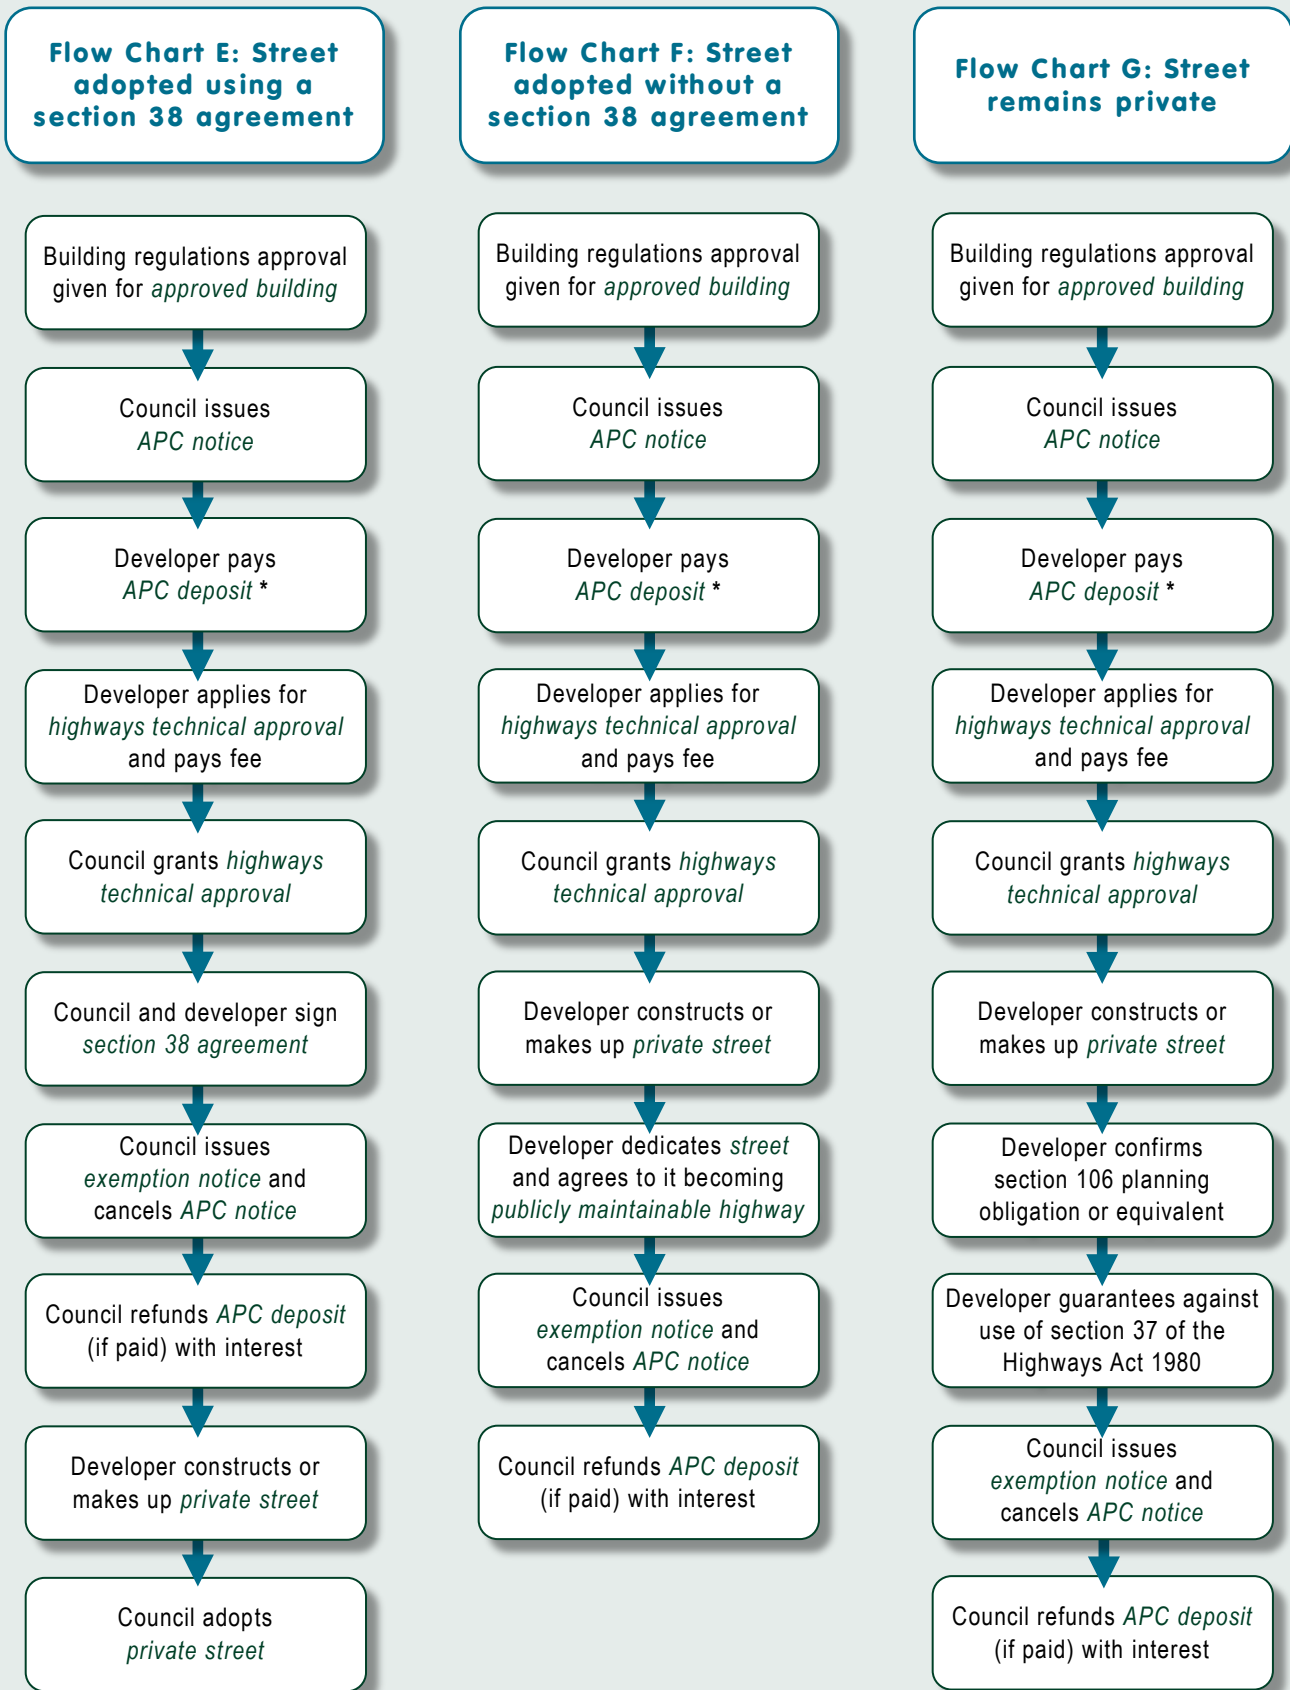 Flow Chart E: Street
adopted using a
section 38 agreement
Building regulations approval
given for approved building
Council issues
APC notice
Developer pays
APC deposit *
Developer applies for
highways technical approval
and pays fee
Council grants highways
technical approval
Council and developer sign
section 38 agreement
Council issues
exemption notice and
cancels APC notice
Council refunds APC deposit
(if paid) with interest
Developer constructs or
makes up private street
Council adopts
private street
Flow Chart F: Street
adopted without a
section 38 agreement
Building regulations approval
given for approved building
Council issues
APC notice
Developer pays
APC deposit *
Developer applies for
highways technical approval
and pays fee
Council grants highways
technical approval
Developer constructs or
makes up private street
Developer dedicates street
and agrees to it becoming
publicly maintainable highway
Council issues
exemption notice and
cancels APC notice
Council refunds APC deposit
(if paid) with interest
Flow Chart G: Street
remains private
Building regulations approval
given for approved building
Council issues
APC notice
Developer pays
APC deposit *
Developer applies for
highways technical approval
and pays fee
Council grants highways
technical approval
Developer constructs or
makes up private street
Developer confirms
section 106 planning
obligation or equivalent
Developer guarantees against
use of section 37 of the
Highways Act 1980
Council issues
exemption notice and
cancels APC notice
Council refunds APC deposit
(if paid) with interest